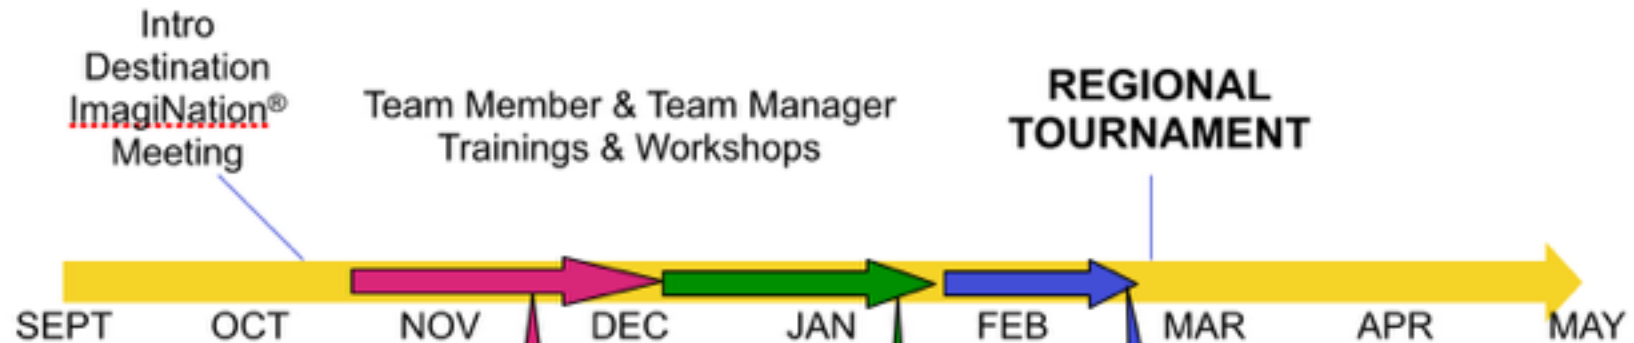 Intro
Destination
ImagiNation®
Meeting
Team Member & Team Manager
Trainings & Workshops
REGIONAL
TOURNAMENT
SEPT OCT NOV DEC JAN FEB MAR APR MAY